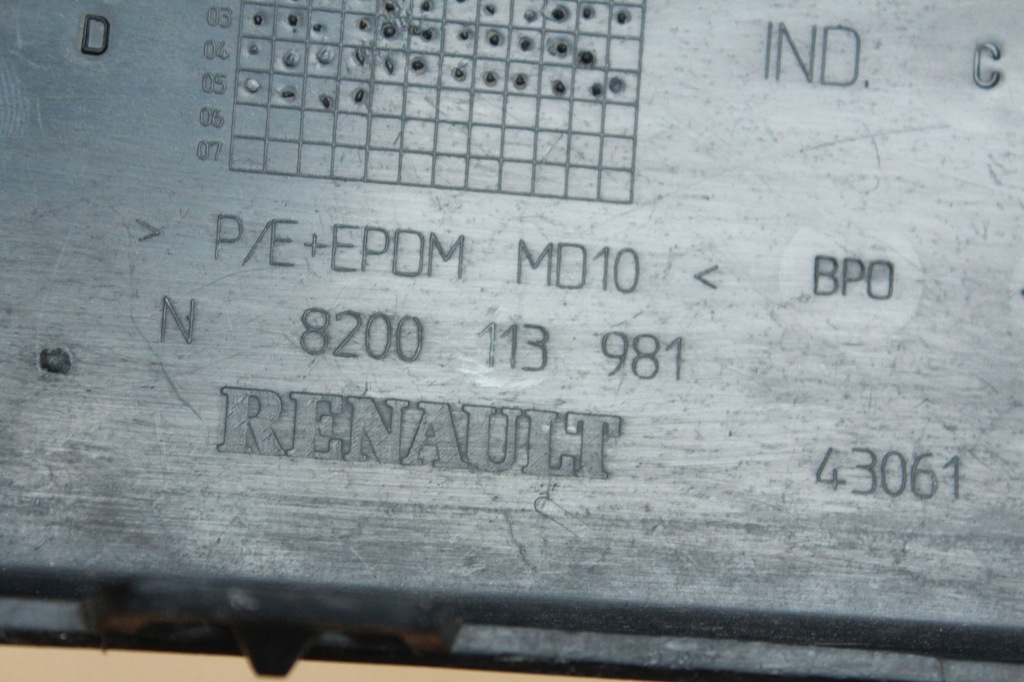 03
D
IND.
C
04
05
06
07
> P/E+EPDM MD10 < BPO
N 8200 113 981
RENAULT
43061